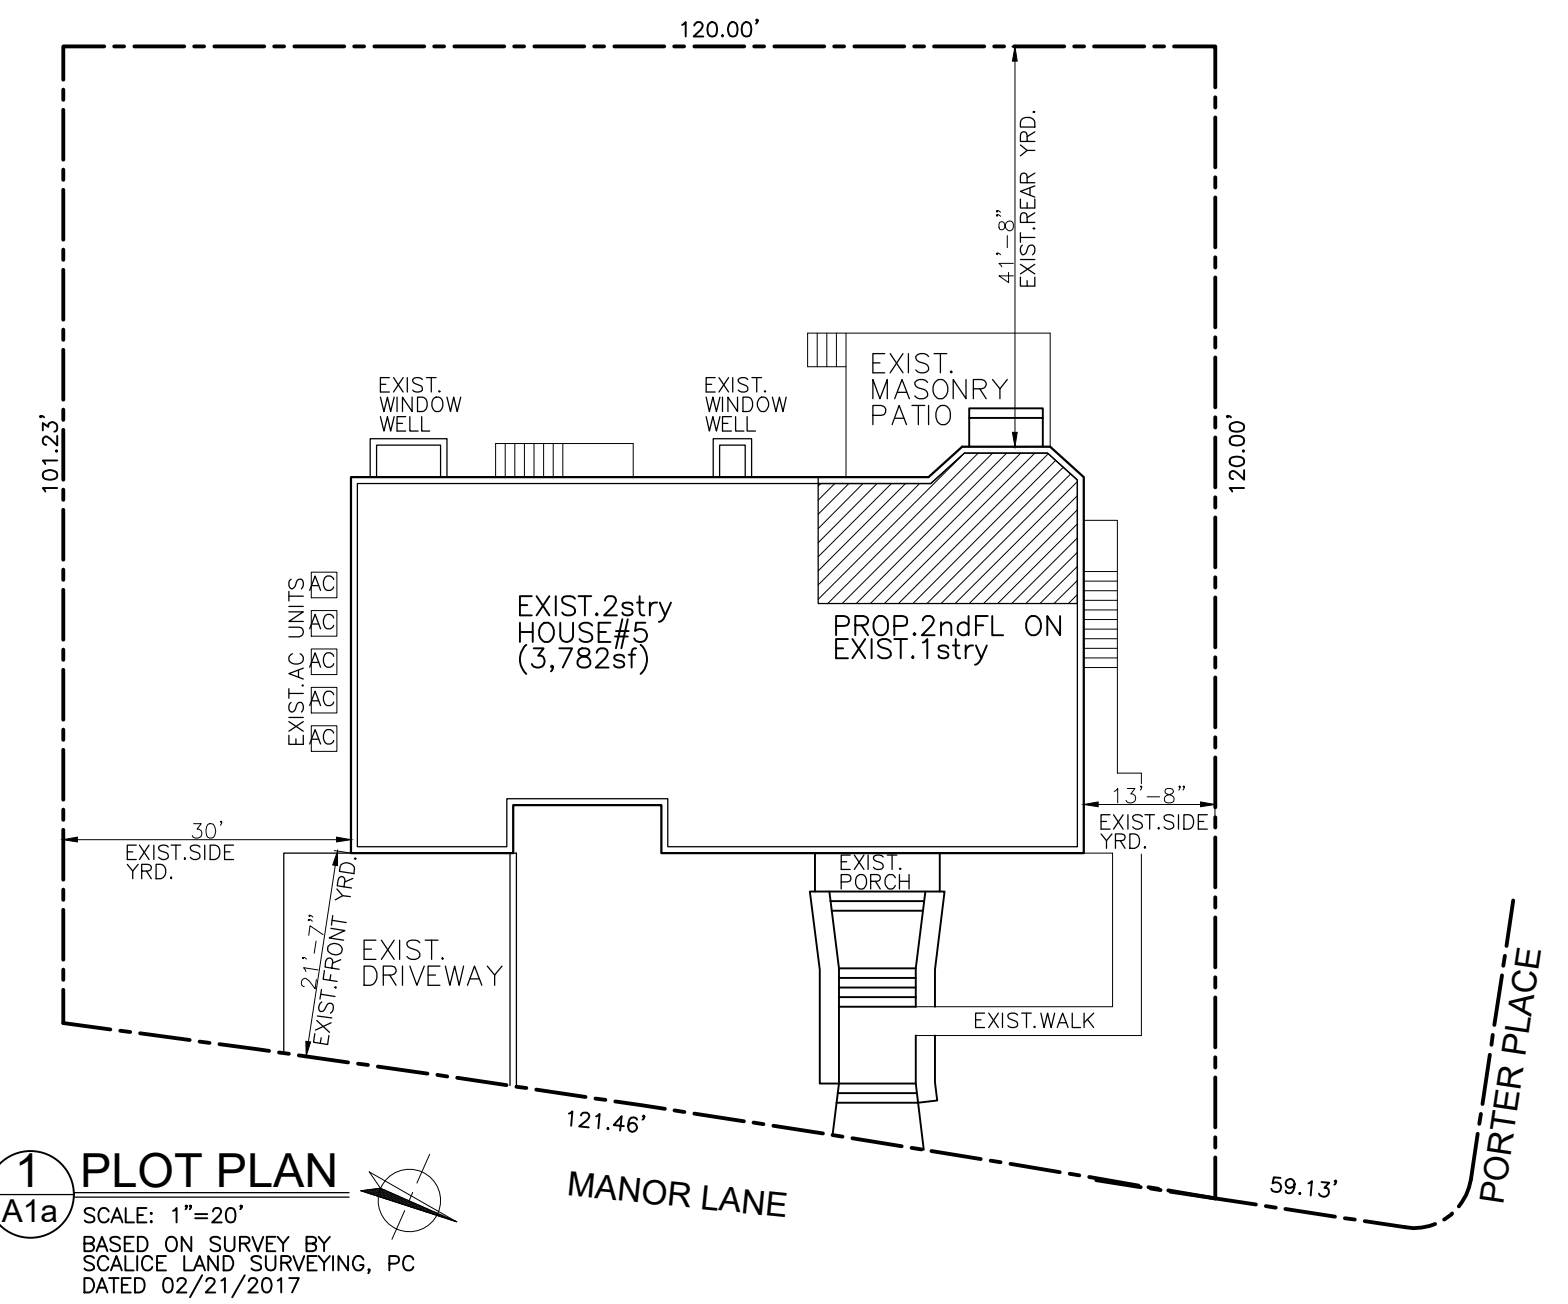 120.00'
41'-8"
EXIST.REAR YRD.
EXIST.
MASONRY
PATIO
EXIST.
WINDOW
WELL
EXIST.
WINDOW
WELL
101.23'
120.00'
EXIST.AC UNITS
AC
AC
AC
AC
AC
EXIST.2stry
HOUSE#5
(3,782sf)
PROP.2ndFL ON
EXIST.1stry
30'
EXIST.SIDE
YRD.
13'-8"
EXIST.SIDE
YRD.
21'-7"
EXIST.FRONT YRD.
EXIST.
DRIVEWAY
EXIST.
PORCH
EXIST.WALK
121.46'
MANOR LANE
59.13'
PORTER PLACE
1
A1a
PLOT PLAN
SCALE: 1"=20'
BASED ON SURVEY BY
SCALICE LAND SURVEYING, PC
DATED 02/21/2017